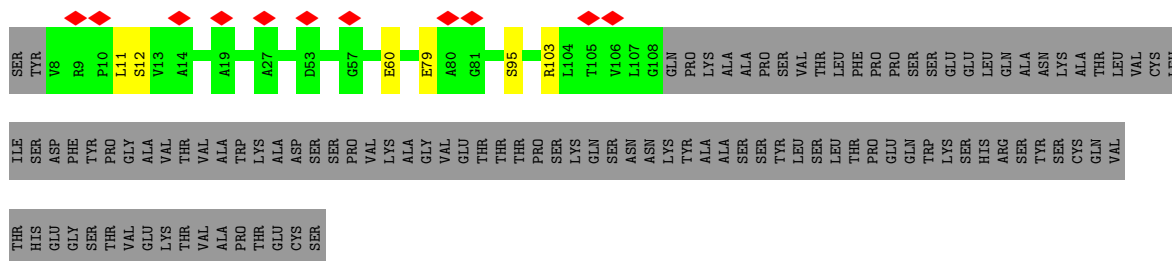 SER TYR V8 R9 P10 L11 S12 V13 A14 A19 A27 D53 G57 E60 E79 A80 G81 S95 R103 L104 T105 V106 L107 G108 GLN PRO LYS ALA ALA PRO SER VAL THR LEU PHE PRO PRO SER SER GLU GLU LEU GLN ALA ASN LYS ALA THR LEU VAL CYS LEU
ILE SER ASP PHE TYR PRO GLY ALA VAL THR VAL ALA TRP LYS ALA ASP SER SER PRO VAL LYS ALA GLY VAL GLU THR THR THR PRO SER LYS GLN SER ASN ASN LYS TYR ALA ALA SER SER TYR LEU SER LEU THR PRO GLU GLN TRP LYS SER HIS ARG SER TYR SER CYS GLN VAL
THR HIS GLU GLY SER THR VAL GLU LYS THR VAL ALA PRO THR GLU CYS SER